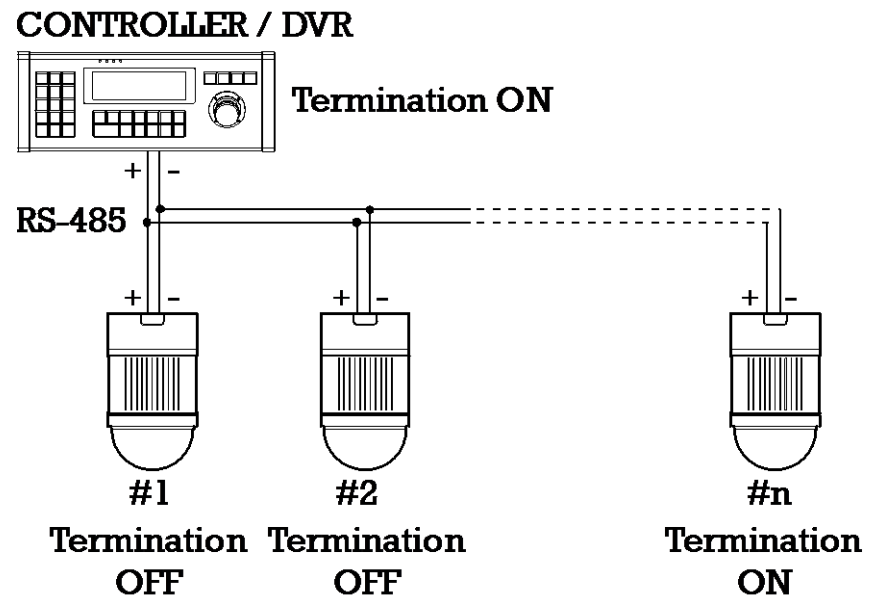 CONTROLLER / DVR
Termination ON
+ -
RS-485
+ - + - + -
#1 #2 #n
Termination Termination Termination
OFF OFF ON